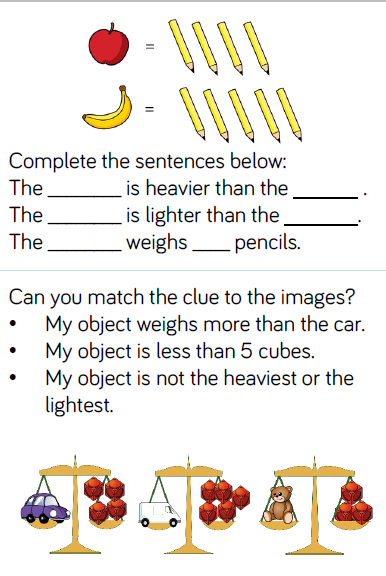 =
=
Complete the sentences below:
The _______ is heavier than the ______ .
The _______ is lighter than the _______.
The _______ weighs ____ pencils.
Can you match the clue to the images?
• My object weighs more than the car.
• My object is less than 5 cubes.
• My object is not the heaviest or the
lightest.